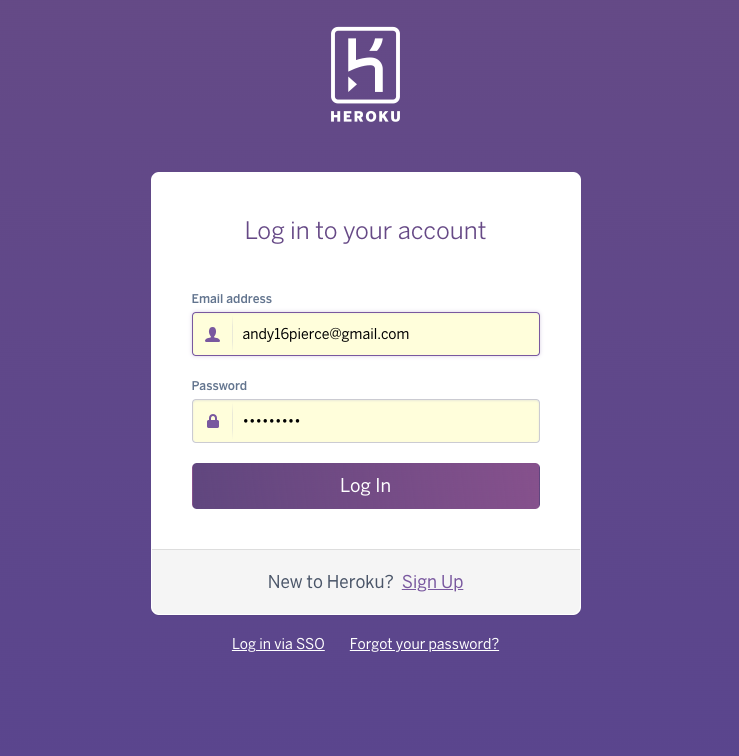 HEROKU
Log in to your account
Email address
andy16pierce@gmail.com
Password
•••••••••
Log In
New to Heroku? Sign Up
Log in via SSO Forgot your password?